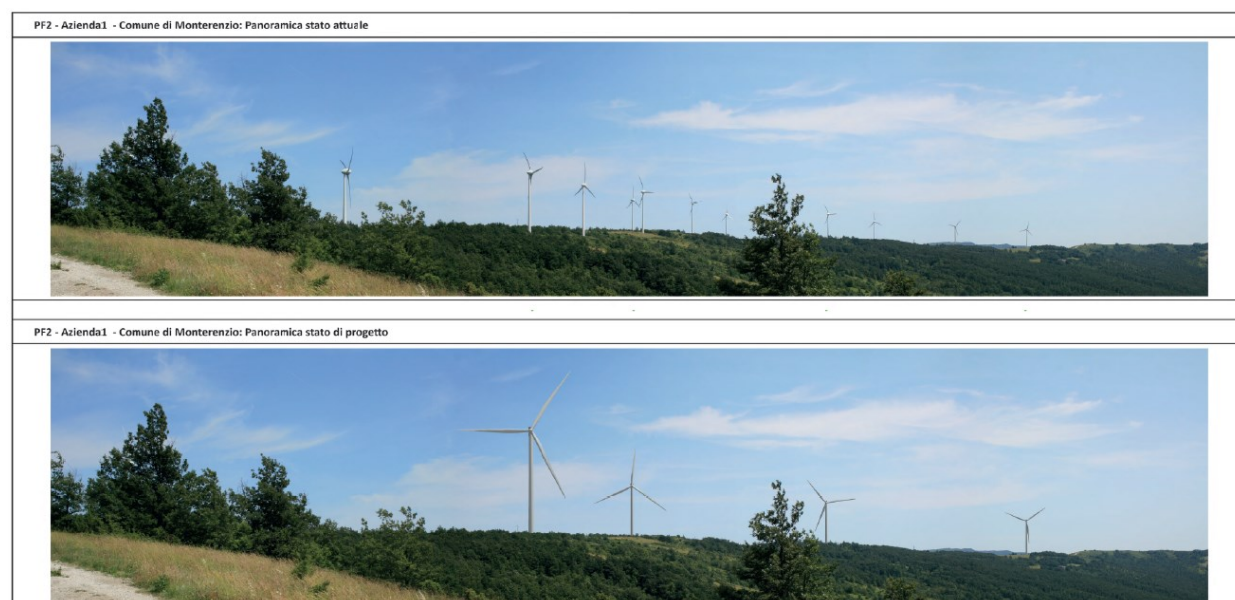 PF2 - Azienda1 - Comune di Monterenzio: Panoramica stato attuale
PF2 - Azienda1 - Comune di Monterenzio: Panoramica stato di progetto